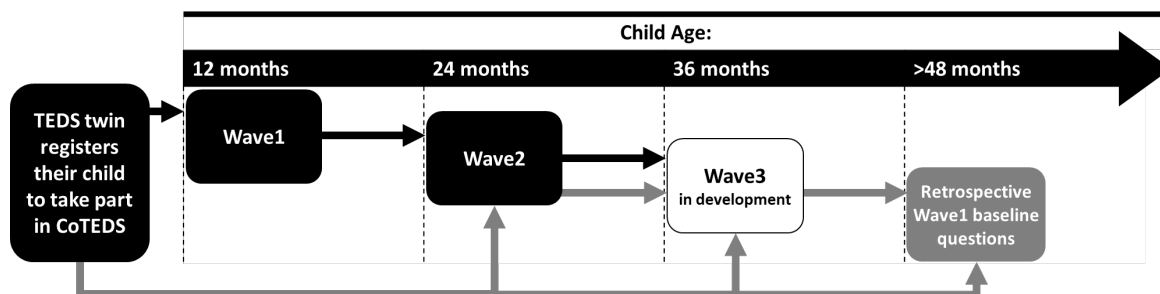 Child Age:
12 months
24 months
36 months
>48 months
TEDS twin
registers
their child
to take part
in CoTEDS
Wave1
Wave2
Wave3
in development
Retrospective
Wave1 baseline
questions